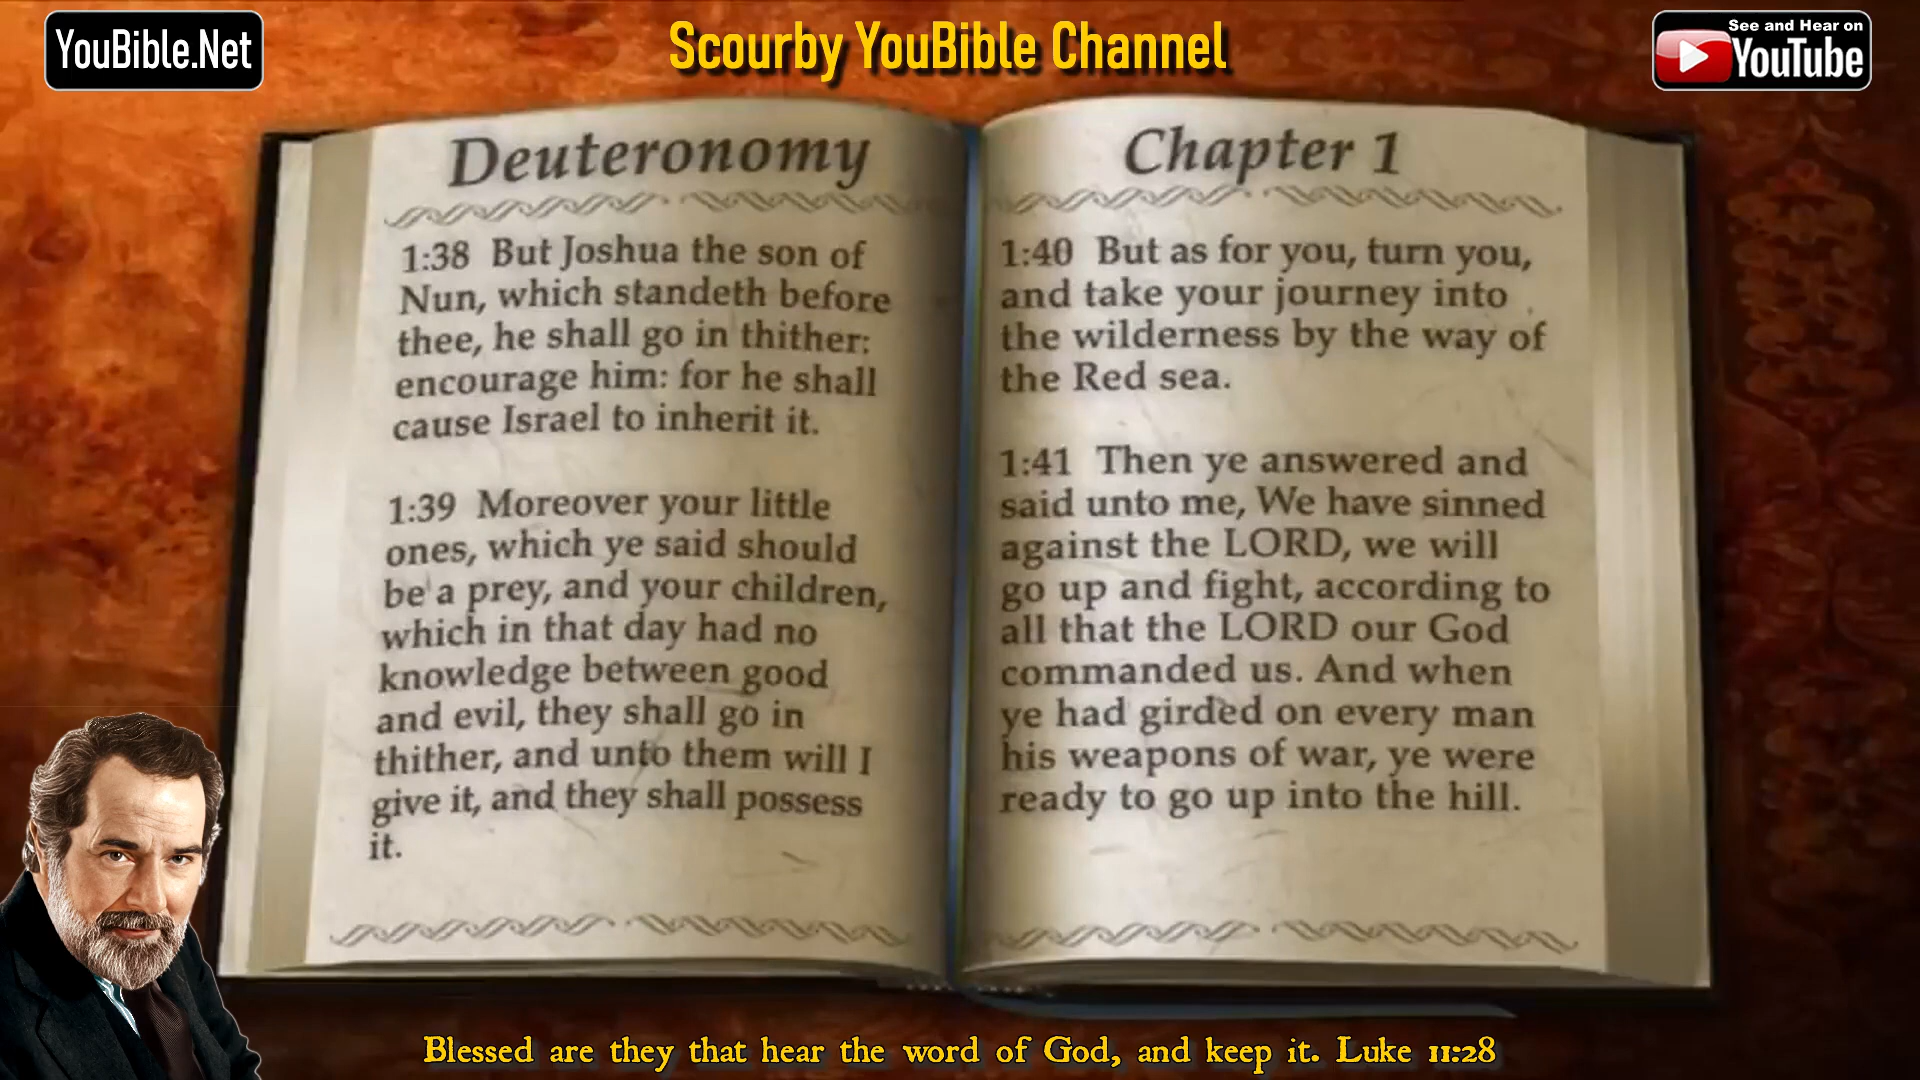 YouBible.Net
Scourby YouBible Channel
See and Hear on
YouTube
Deuteronomy
1:38 But Joshua the son of
Nun, which standeth before
thee, he shall go in thither:
encourage him: for he shall
cause Israel to inherit it.
1:39 Moreover your little
ones, which ye said should
be a prey, and your children,
which in that day had no
knowledge between good
and evil, they shall go in
thither, and unto them will I
give it, and they shall possess
it.
Chapter 1
1:40 But as for you, turn you,
and take your journey into
the wilderness by the way of
the Red sea.
1:41 Then ye answered and
said unto me, We have sinned
against the LORD, we will
go up and fight, according to
all that the LORD our God
commanded us. And when
ye had girded on every man
his weapons of war, ye were
ready to go up into the hill.
Blessed are they that hear the word of God, and keep it. Luke 11:28